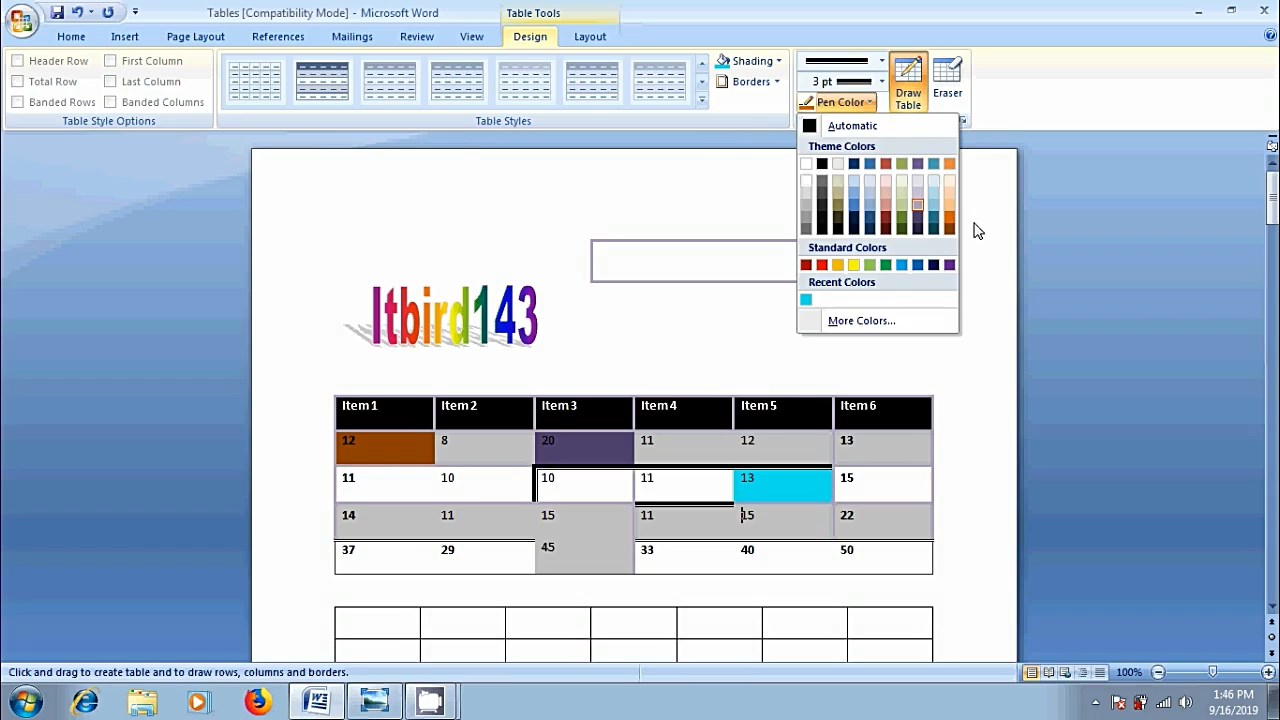 Tables [Compatibility Mode] - Microsoft Word
Table Tools
Home Insert Page Layout References Mailings Review View Design Layout
Header Row First Column
Total Row Last Column
Banded Rows Banded Columns
Table Style Options
Table Styles
Shading
Borders
3 pt
Pen Color
Draw Table
Eraser
Automatic
Theme Colors
Standard Colors
Recent Colors
More Colors...
Itbird143
Item1 Item2 Item3 Item4 Item5 Item6
12 8 20 11 12 13
11 10 10 11 13 15
14 11 15 11 15 22
37 29 45 33 40 50
Click and drag to create table and to draw rows, columns and borders.
100%
1:46 PM
9/16/2019